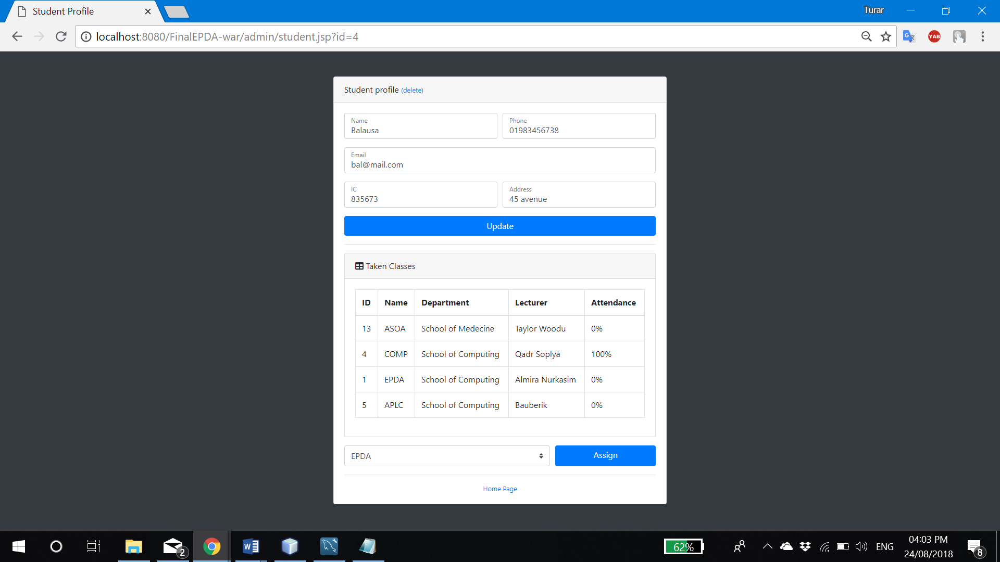 Student Profile
Turar
localhost:8080/FinalEPDA-war/admin/student.jsp?id=4
YAB
Student profile (delete)
Name Phone
Balausa 01983456738
Email
bal@mail.com
IC Address
835673 45 avenue
Update
Taken Classes
ID Name Department Lecturer Attendance
13 ASOA School of Medecine Taylor Woodu 0%
4 COMP School of Computing Qadr Soplya 100%
1 EPDA School of Computing Almira Nurkasim 0%
5 APLC School of Computing Bauberik 0%
EPDA Assign
Home Page
2
62%
ENG
04:03 PM
24/08/2018
8